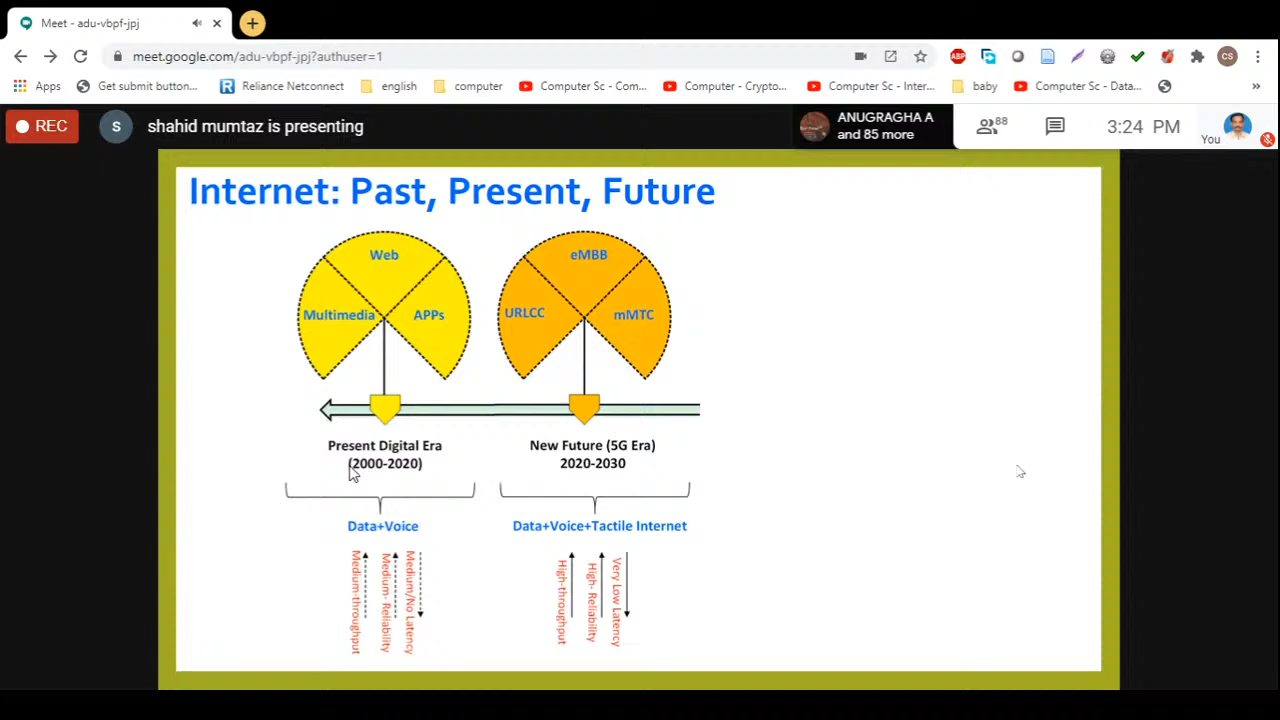 Meet - adu-vbpf-jpj
meet.google.com/adu-vbpf-jpj?authuser=1
ABP
CS
Apps
Get submit button...
Reliance Netconnect
english
computer
Computer Sc - Com...
Computer - Crypto...
Computer Sc - Inter...
baby
Computer Sc - Data...
REC
S
shahid mumtaz is presenting
ANUGRAGHA A
and 85 more
88
3:24 PM
You
Internet: Past, Present, Future
Web
Multimedia
APPs
eMBB
URLCC
mMTC
Present Digital Era
(2000-2020)
New Future (5G Era)
2020-2030
Data+Voice
Data+Voice+Tactile Internet
Medium-throughput
Medium- Reliability
Medium/No Latency
High-throughput
High- Reliability
Very Low Latency